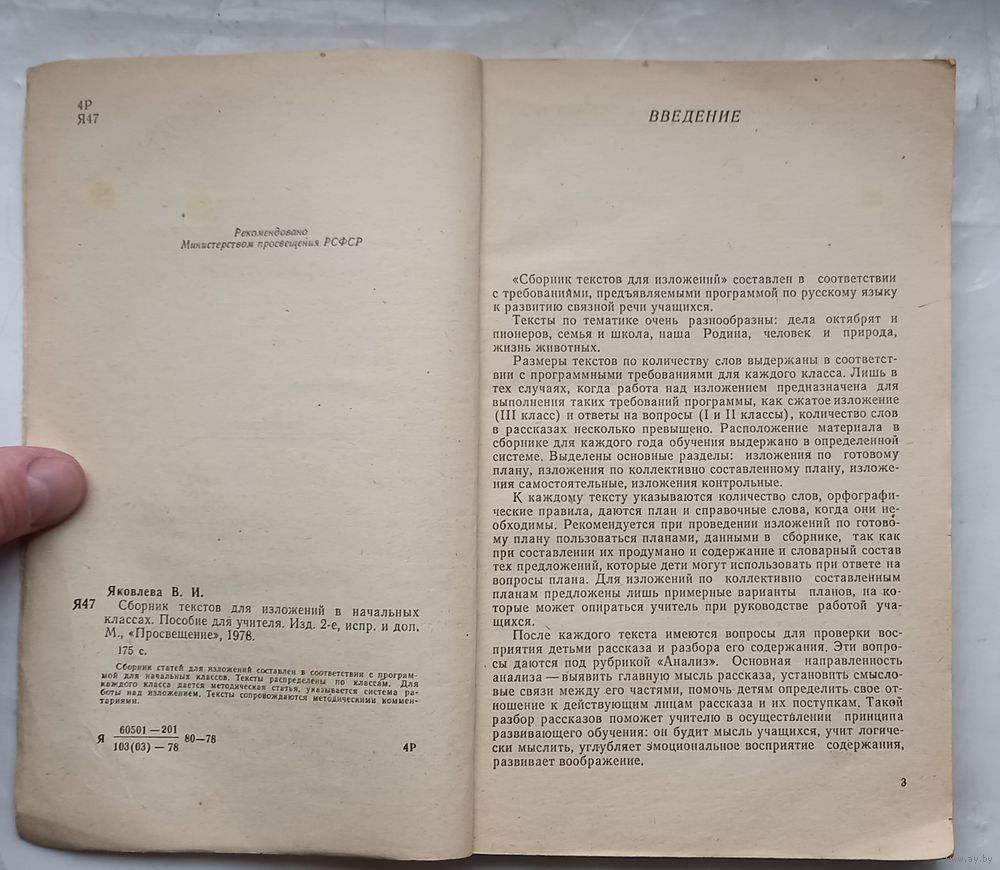 4Р
Я47
Рекомендовано
Министерством просвещения РСФСР
Яковлева В. И.
Я47 Сборник текстов для изложений в начальных
классах. Пособие для учителя. Изд. 2-е, испр. и доп.
М., «Просвещение», 1978.
175 с.
Сборник статей для изложений составлен в соответствии с програм-
мой для начальных классов. Тексты распределены по классам. Для
каждого класса дается методическая статья, указывается система ра-
боты над изложением. Тексты сопровождаются методическими коммен-
тариями.
60501—201
Я 80—78
103(03)—78
4Р
ВВЕДЕНИЕ
«Сборник текстов для изложений» составлен в соответствии
с требованиями, предъявляемыми программой по русскому языку
к развитию связной речи учащихся.
Тексты по тематике очень разнообразны: дела октябрят и
пионеров, семья и школа, наша Родина, человек и природа,
жизнь животных.
Размеры текстов по количеству слов выдержаны в соответст-
вии с программными требованиями для каждого класса. Лишь в
тех случаях, когда работа над изложением предназначена для
выполнения таких требований программы, как сжатое изложение
(III класс) и ответы на вопросы (I и II классы), количество слов
в рассказах несколько превышено. Расположение материала в
сборнике для каждого года обучения выдержано в определенной
системе. Выделены основные разделы: изложения по готовому
плану, изложения по коллективно составленному плану, изложе-
ния самостоятельные, изложения контрольные.
К каждому тексту указываются количество слов, орфографи-
ческие правила, даются план и справочные слова, когда они не-
обходимы. Рекомендуется при проведении изложений по готово-
му плану пользоваться планами, данными в сборнике, так как
при составлении их продумано и содержание и словарный состав
тех предложений, которые дети могут использовать при ответе на
вопросы плана. Для изложений по коллективно составленным
планам предложены лишь примерные варианты планов, на ко-
торые может опираться учитель при руководстве работой уча-
щихся.
После каждого текста имеются вопросы для проверки вос-
приятия детьми рассказа и разбора его содержания. Эти вопро-
сы даются под рубрикой «Анализ». Основная направленность
анализа — выявить главную мысль рассказа, установить смысло-
вые связи между его частями, помочь детям определить свое от-
ношение к действующим лицам рассказа и их поступкам. Такой
разбор рассказов поможет учителю в осуществлении принципа
развивающего обучения: он будит мысль учащихся, учит логиче-
ски мыслить, углубляет эмоциональное восприятие содержания,
развивает воображение.
3
www.ay.by